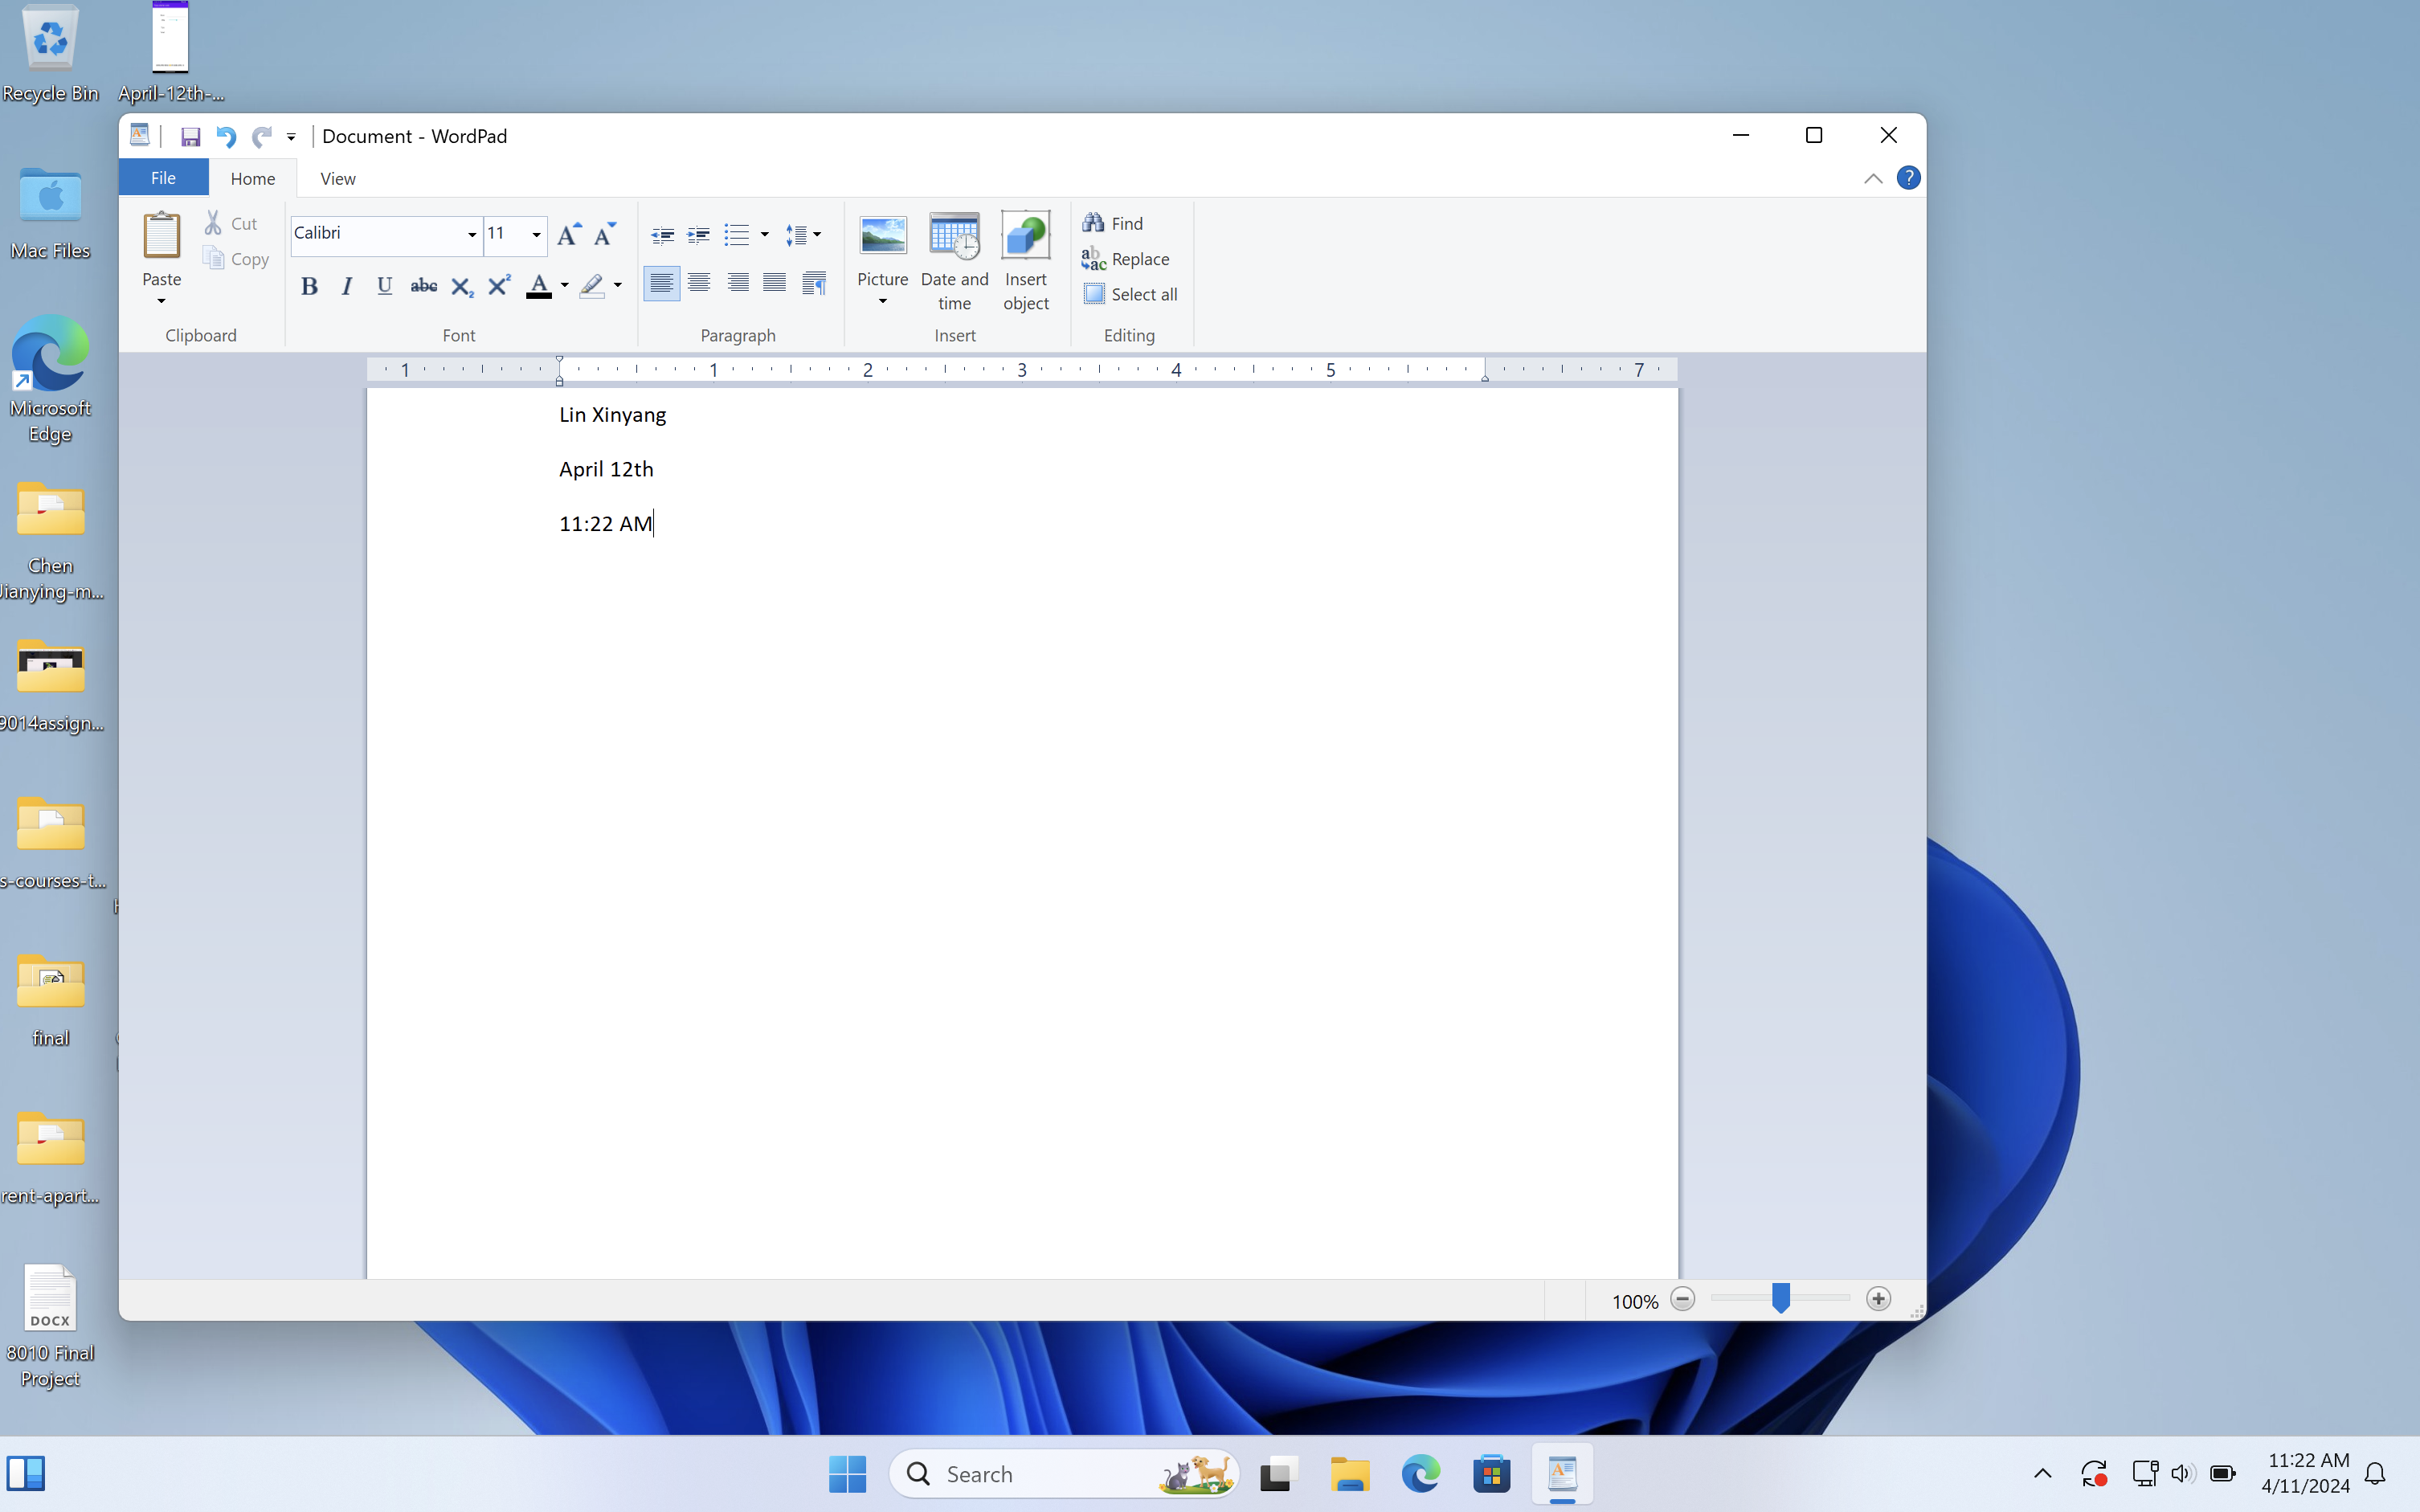 Recycle Bin
April-12th-...
Document - WordPad
File
Home
View
Paste
Cut
Copy
Clipboard
Calibri
11
Font
Paragraph
Picture
Date and
time
Insert
object
Insert
Find
Replace
Select all
Editing
1 1 2 3 4 5 7
Lin Xinyang
April 12th
11:22 AM
Mac Files
Microsoft
Edge
Chen
Jianying-m...
9014assign...
s-courses-t...
final
rent-apart...
DOCX
8010 Final
Project
100%
Search
11:22 AM
4/11/2024